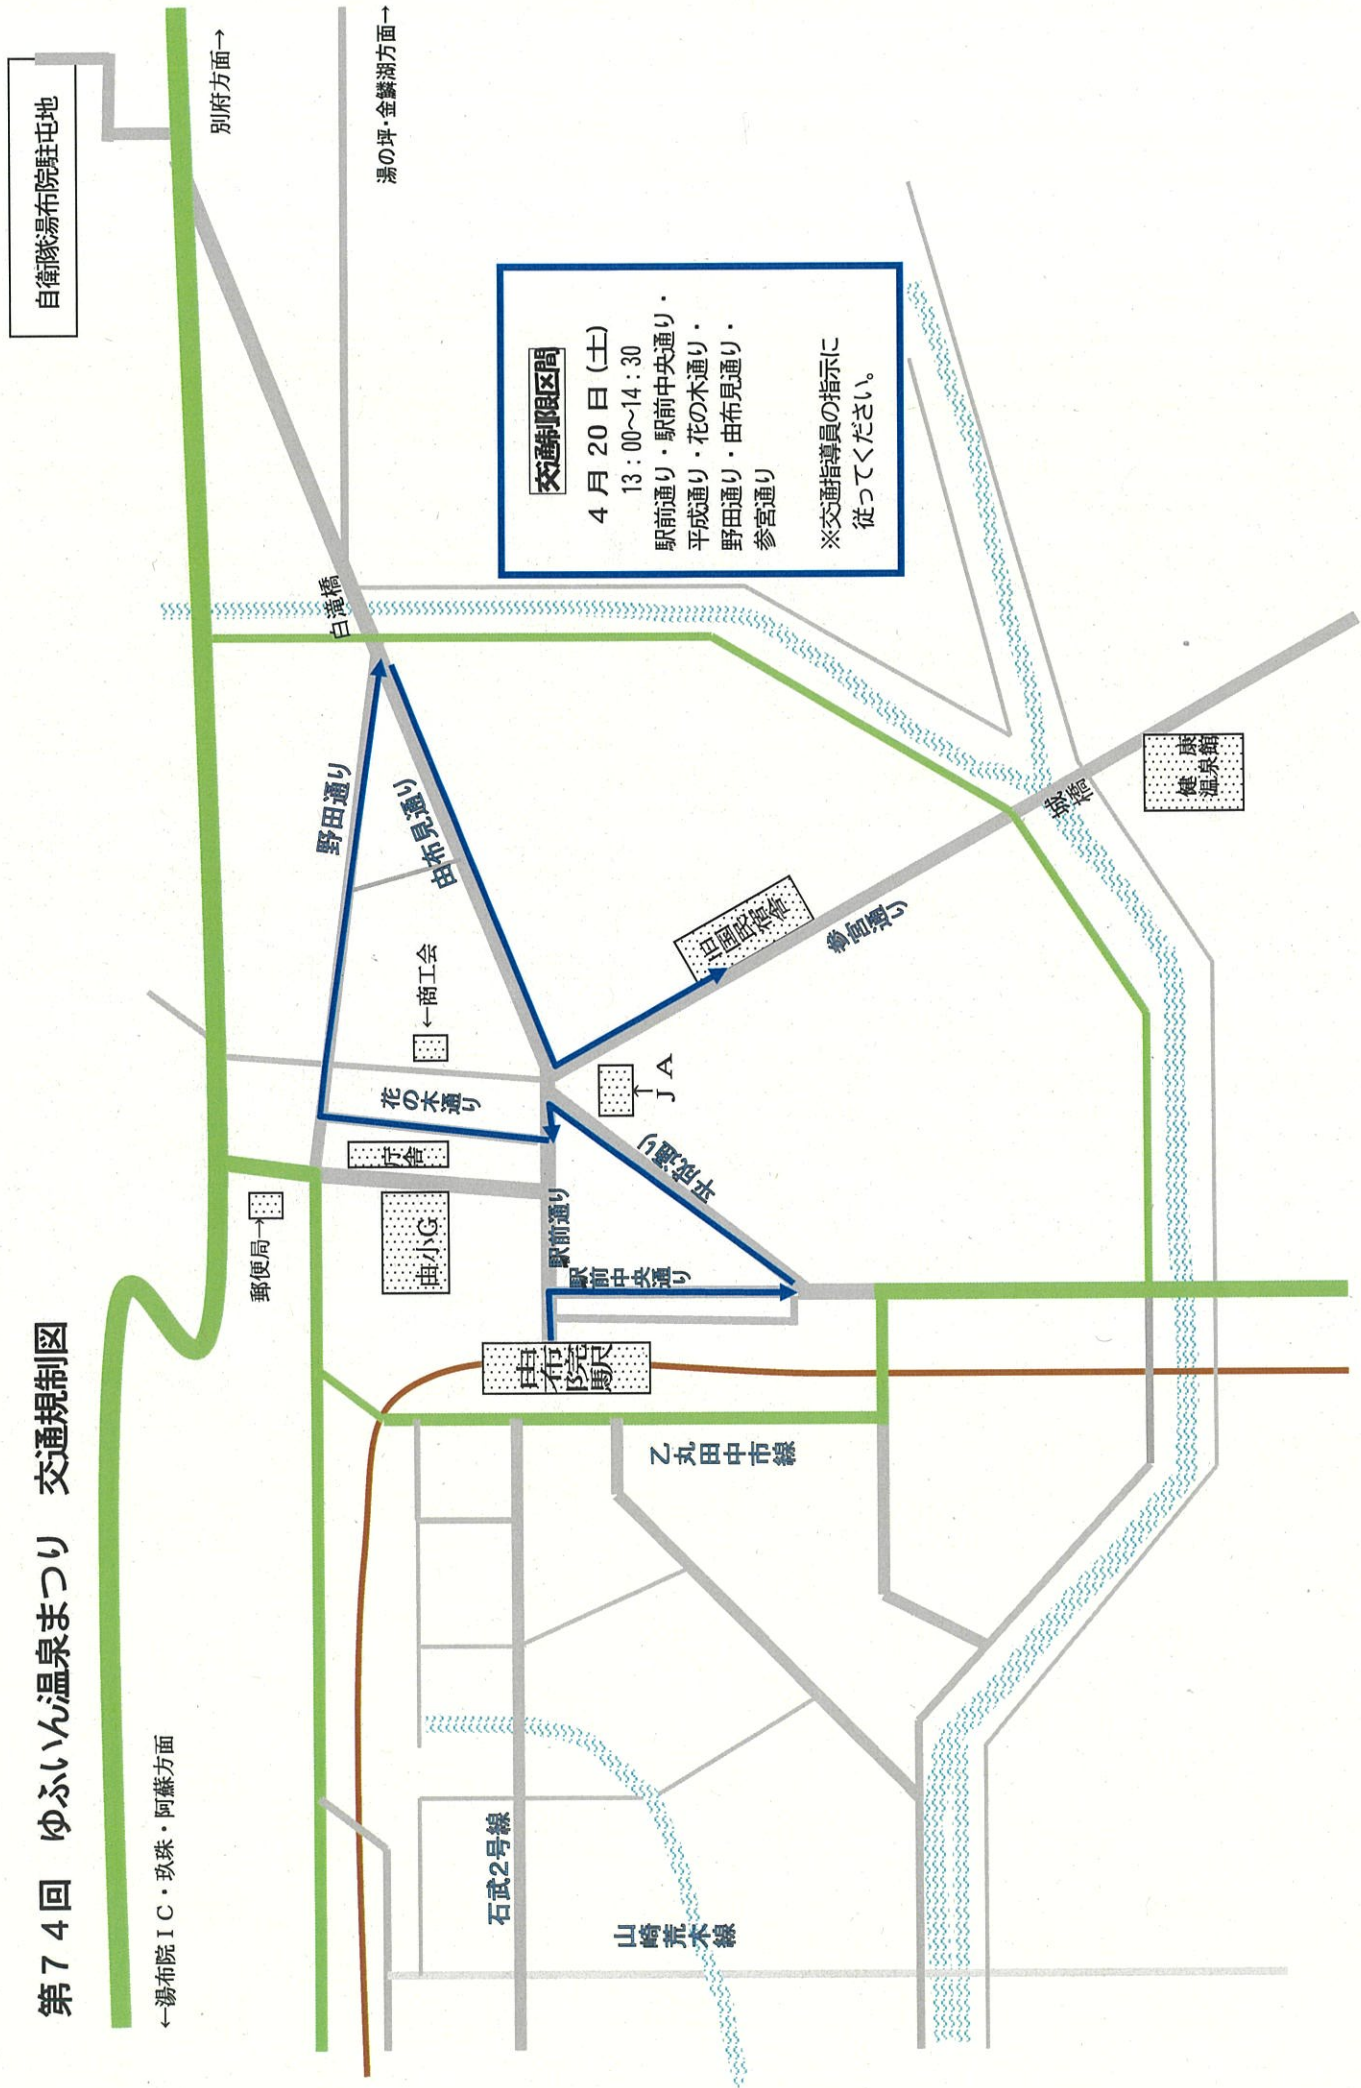 第７４回　ゆふいん温泉まつり　交通規制図
←湯布院ＩＣ・玖珠・阿蘇方面
自衛隊湯布院駐屯地
別府方面→
湯の坪・金鱗湖方面→
郵便局→
由小G
庁舎
花の木通り
←商工会
野田通り
由布見通り
白滝橋
由布院駅
駅前通り
駅前中央通り
平成通り
ＪＡ
↑
旧国民宿舎
参宮通り
城橋
健康温泉館
乙丸田中市線
石武2号線
山崎荒木線
交通制限区間
４月２０日（土）
13：00～14：30
駅前通り・駅前中央通り・
平成通り・花の木通り・
野田通り・由布見通り・
参宮通り
※交通指導員の指示に
従ってください。